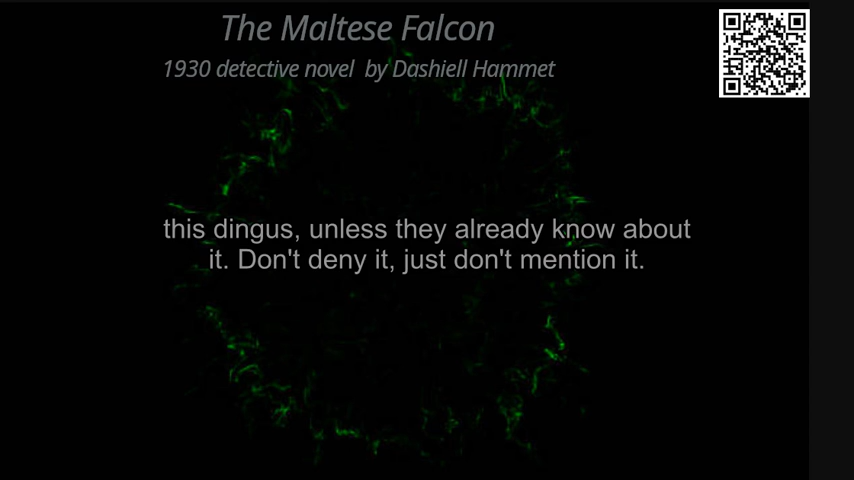 The Maltese Falcon
1930 detective novel by Dashiell Hammet
this dingus, unless they already know about
it. Don't deny it, just don't mention it.